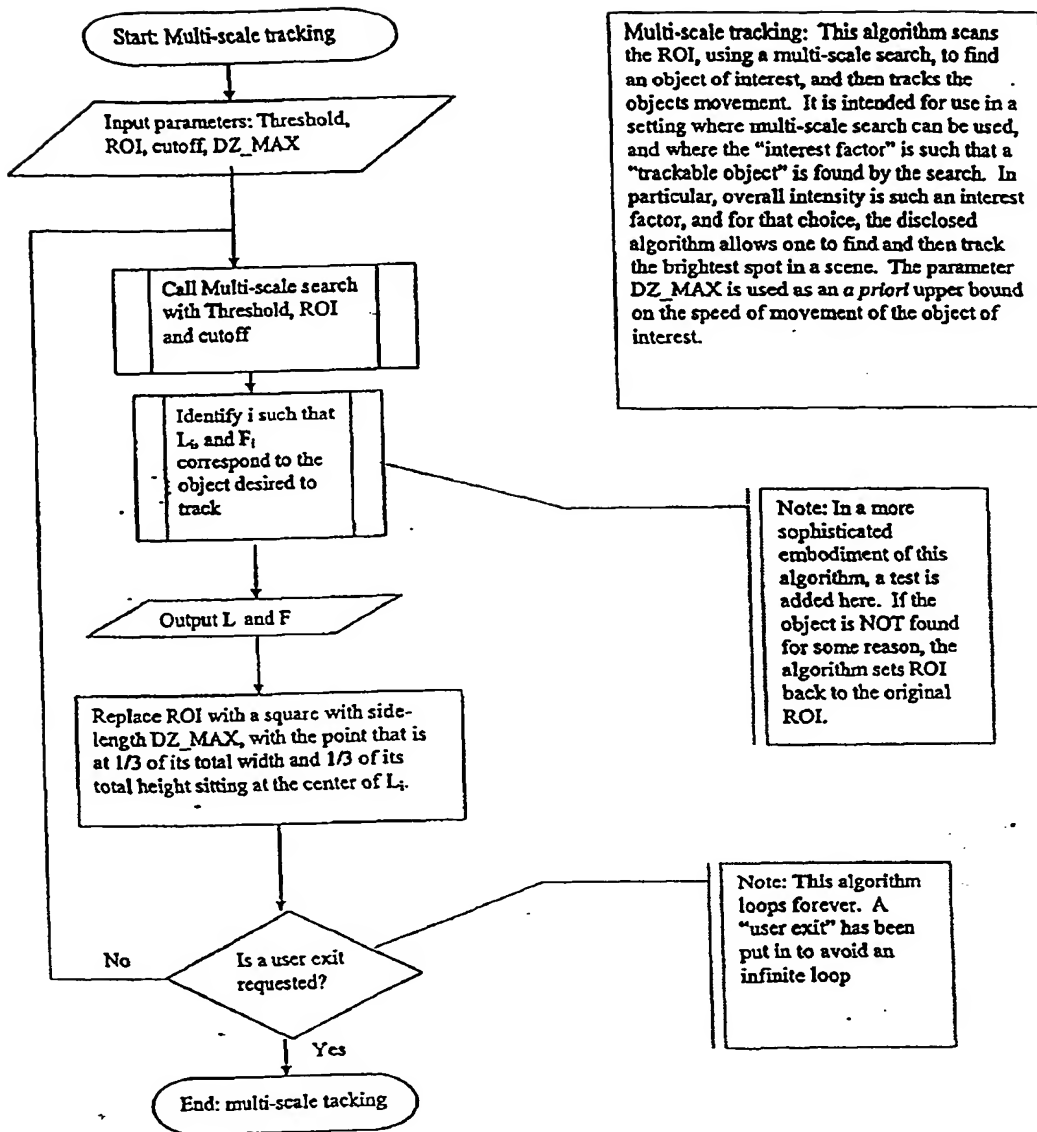 Start: Multi-scale tracking
Input parameters: Threshold,
ROI, cutoff, DZ_MAX
Call Multi-scale search
with Threshold, ROI
and cutoff
Identify i such that
Li, and Fi
correspond to the
object desired to
track
Output L and F
Replace ROI with a square with side-
length DZ_MAX, with the point that is
at 1/3 of its total width and 1/3 of its
total height sitting at the center of Li.
Is a user exit
requested?
No
Yes
End: multi-scale tacking
Multi-scale tracking: This algorithm scans
the ROI, using a multi-scale search, to find
an object of interest, and then tracks the
objects movement. It is intended for use in a
setting where multi-scale search can be used,
and where the “interest factor” is such that a
“trackable object” is found by the search. In
particular, overall intensity is such an interest
factor, and for that choice, the disclosed
algorithm allows one to find and then track
the brightest spot in a scene. The parameter
DZ_MAX is used as an a priori upper bound
on the speed of movement of the object of
interest.
Note: In a more
sophisticated
embodiment of this
algorithm, a test is
added here. If the
object is NOT found
for some reason, the
algorithm sets ROI
back to the original
ROI.
Note: This algorithm
loops forever. A
“user exit” has been
put in to avoid an
infinite loop